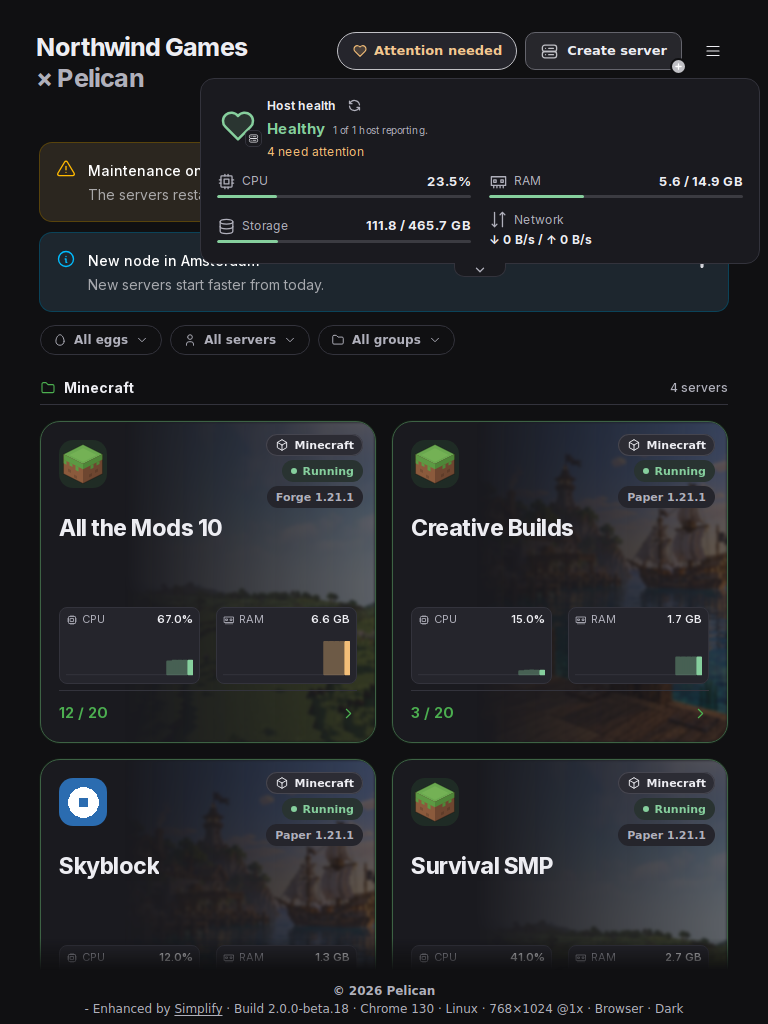 Northwind Games
× Pelican
Attention needed
Create server
Host health
Healthy 1 of 1 host reporting.
4 need attention
CPU 23.5%
RAM 5.6 / 14.9 GB
Storage 111.8 / 465.7 GB
Network
↓ 0 B/s / ↑ 0 B/s
Maintenance on
The servers
New node in Amsterdam
New servers start faster from today.
All eggs
All servers
All groups
Minecraft
4 servers
Minecraft
Running
Forge 1.21.1
All the Mods 10
CPU 67.0%
RAM 6.6 GB
12 / 20
Minecraft
Running
Paper 1.21.1
Creative Builds
CPU 15.0%
RAM 1.7 GB
3 / 20
Minecraft
Running
Paper 1.21.1
Skyblock
CPU 12.0%
RAM 1.3 GB
Minecraft
Running
Paper 1.21.1
Survival SMP
CPU 41.0%
RAM 2.7 GB
© 2026 Pelican
- Enhanced by Simplify · Build 2.0.0-beta.18 · Chrome 130 · Linux · 768×1024 @1x · Browser · Dark